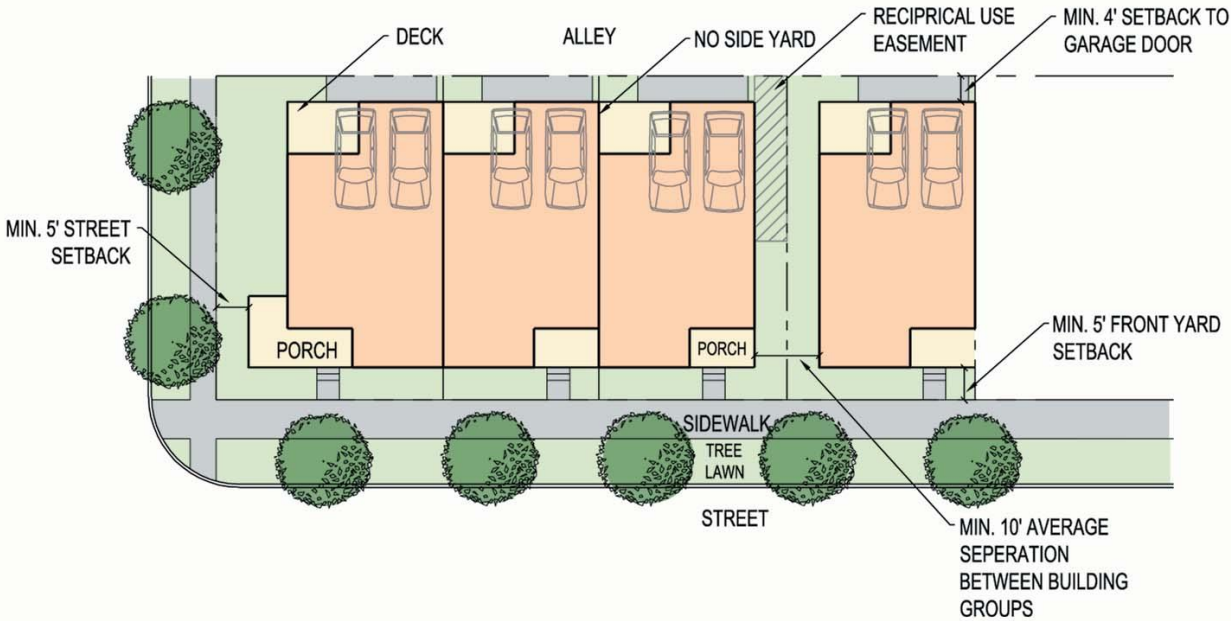 DECK
ALLEY
NO SIDE YARD
RECIPRICAL USE
EASEMENT
MIN. 4' SETBACK TO
GARAGE DOOR
MIN. 5' STREET
SETBACK
PORCH
PORCH
MIN. 5' FRONT YARD
SETBACK
SIDEWALK
TREE
LAWN
STREET
MIN. 10' AVERAGE
SEPERATION
BETWEEN BUILDING
GROUPS